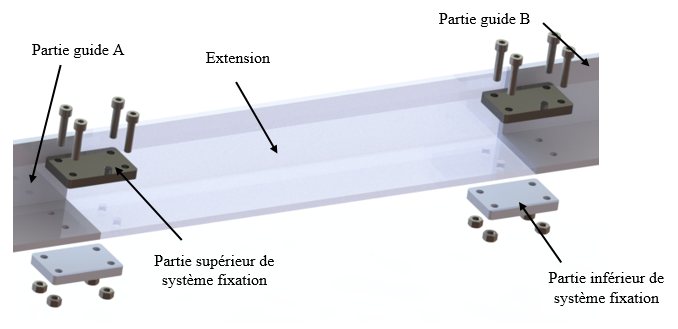 Partie guide B
Partie guide A
Extension
Partie supérieur de
système fixation
Partie inférieur de
système fixation